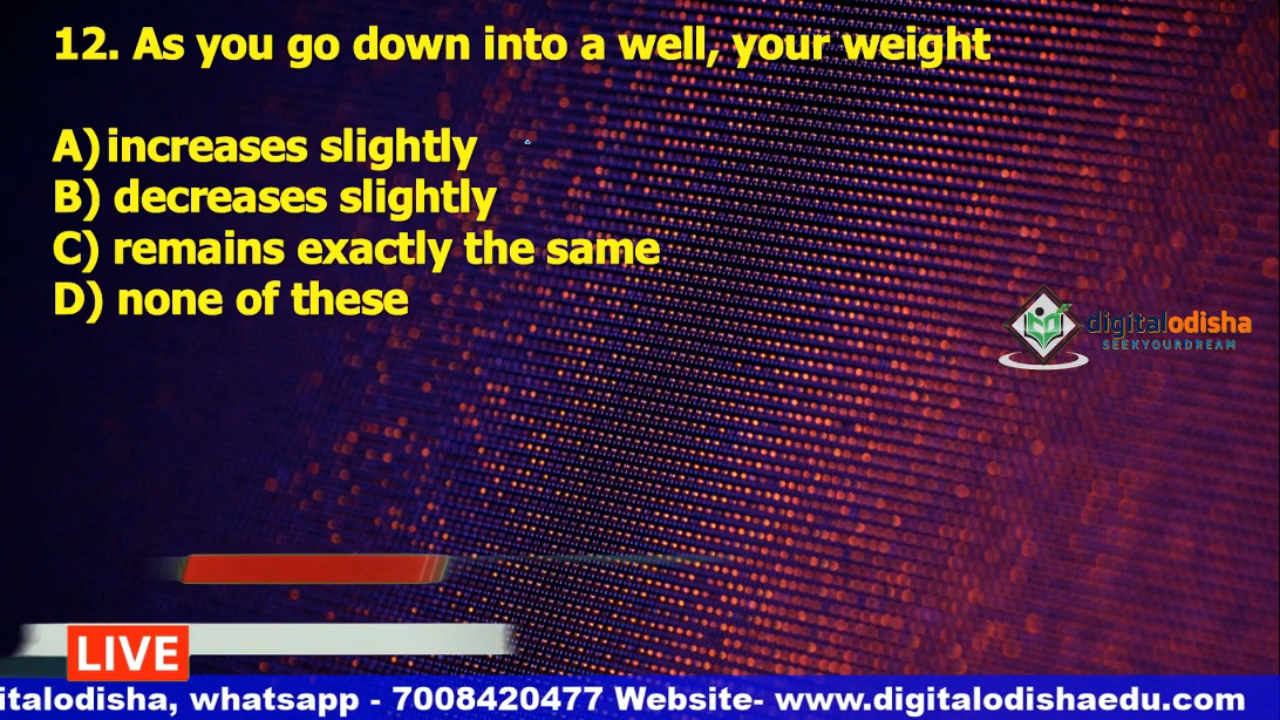 12. As you go down into a well, your weight
A) increases slightly
B) decreases slightly
C) remains exactly the same
D) none of these
digitalodisha
SEEKYOURDREAM
LIVE
italodisha, whatsapp - 7008420477 Website- www.digitalodishaedu.com